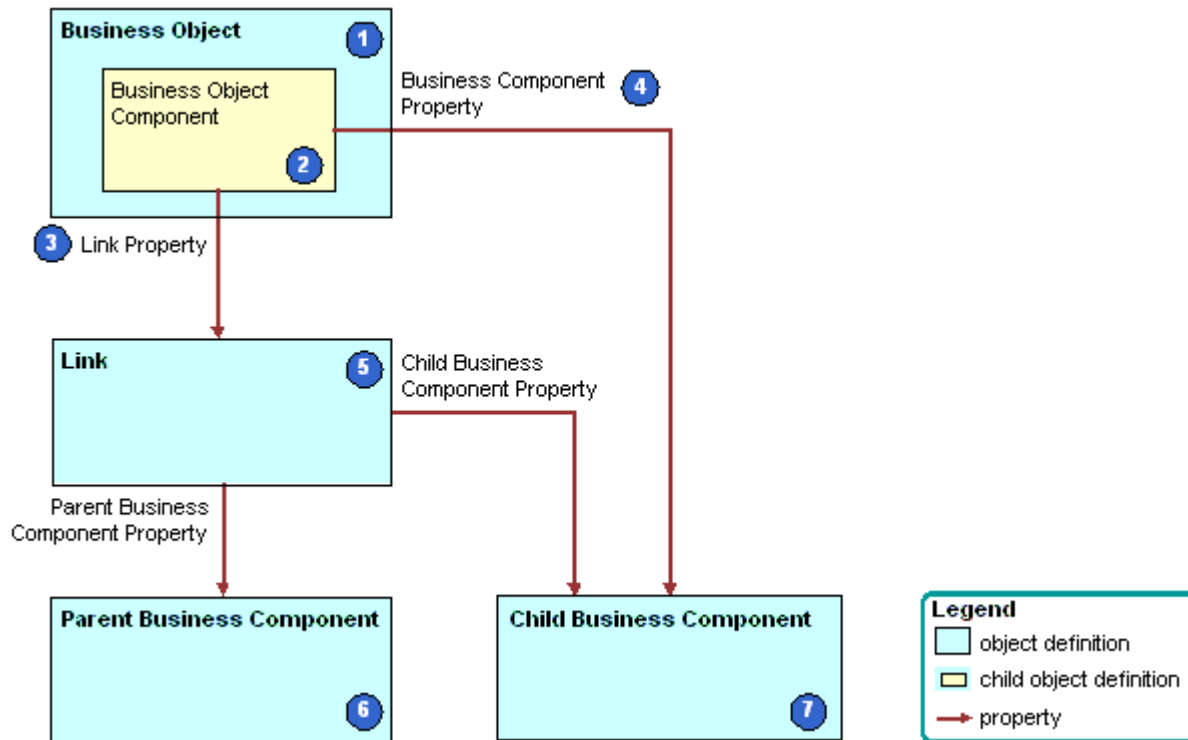 Business Object
1
Business Object
Component
2
Business Component
Property
4
3
Link Property
Link
5
Child Business
Component Property
Parent Business
Component Property
Parent Business Component
6
Child Business Component
7
Legend
object definition
child object definition
property